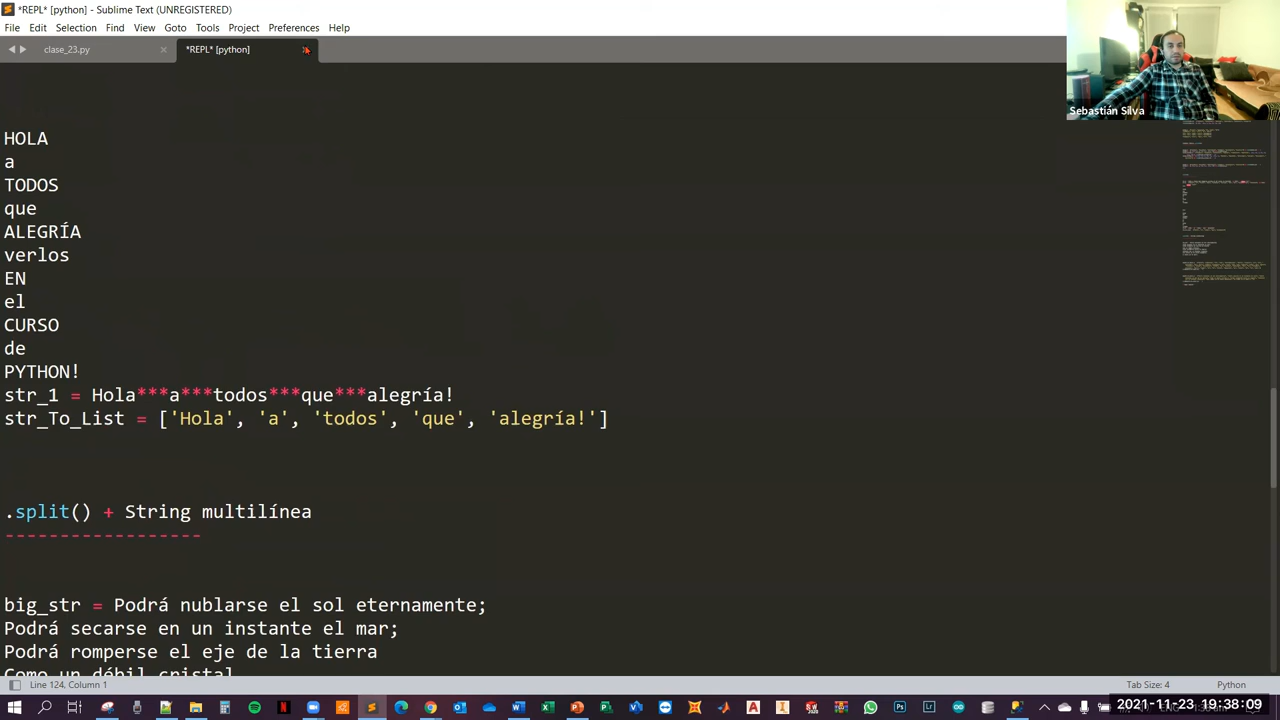 *REPL* [python] - Sublime Text (UNREGISTERED)
File Edit Selection Find View Goto Tools Project Preferences Help
clase_23.py
*REPL* [python]
Sebastián Silva
HOLA
a
TODOS
que
ALEGRÍA
verlos
EN
el
CURSO
de
PYTHON!
str_1 = Hola***a***todos***que***alegría!
str_To_List = ['Hola', 'a', 'todos', 'que', 'alegría!']
.split() + String multilínea
------------------
big_str = Podrá nublarse el sol eternamente;
Podrá secarse en un instante el mar;
Podrá romperse el eje de la tierra
Como un débil cristal
Line 124, Column 1
Tab Size: 4
Python
2021-11-23 19:38:09